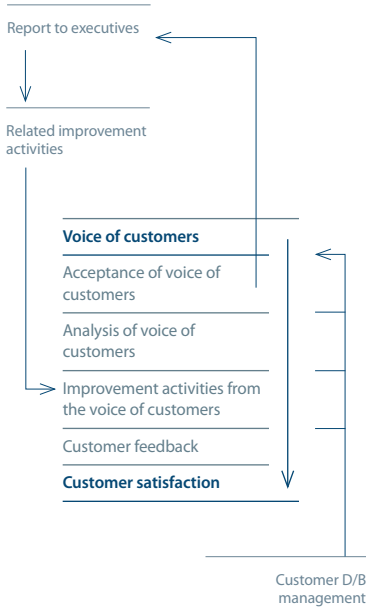 Report to executives
Related improvement
activities
Voice of customers
Acceptance of voice of
customers
Analysis of voice of
customers
Improvement activities from
the voice of customers
Customer feedback
Customer satisfaction
Customer D/B
management